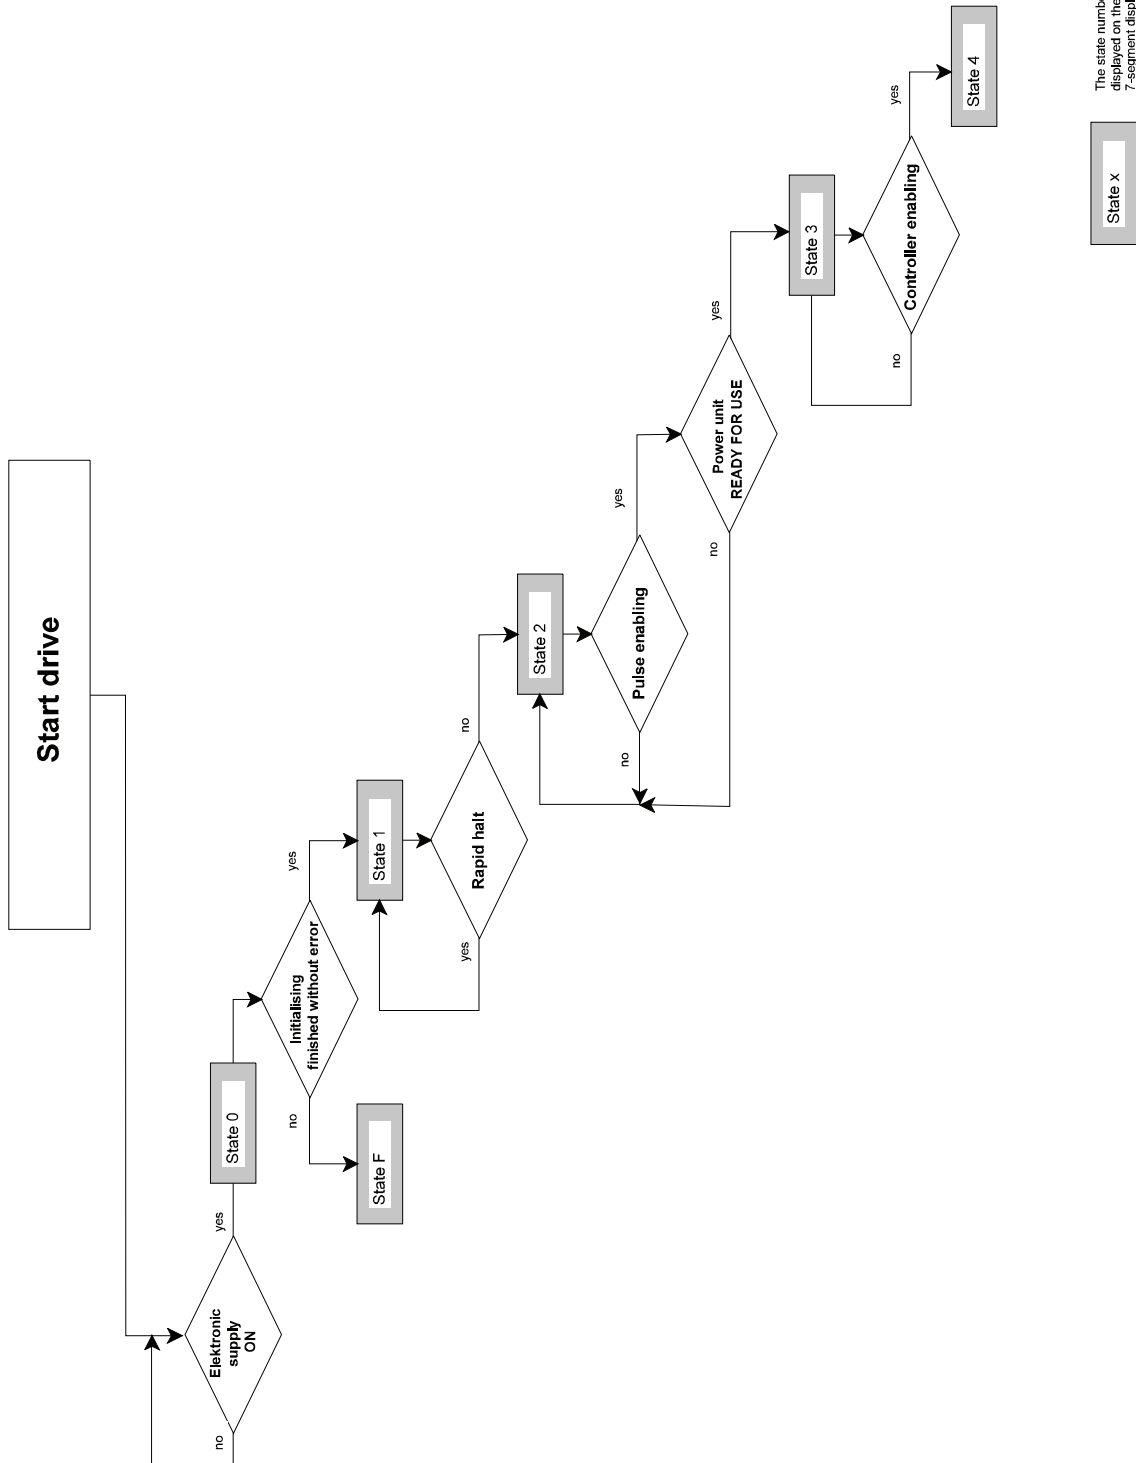 Start drive
Elektronic
supply
ON
no
yes
State 0
Initialising
finished without error
no
yes
State F
State 1
Rapid halt
yes
no
State 2
Pulse enabling
no
yes
Power unit
READY FOR USE
no
yes
State 3
Controller enabling
no
yes
State 4
State x
The state
displayed on the
7-segment